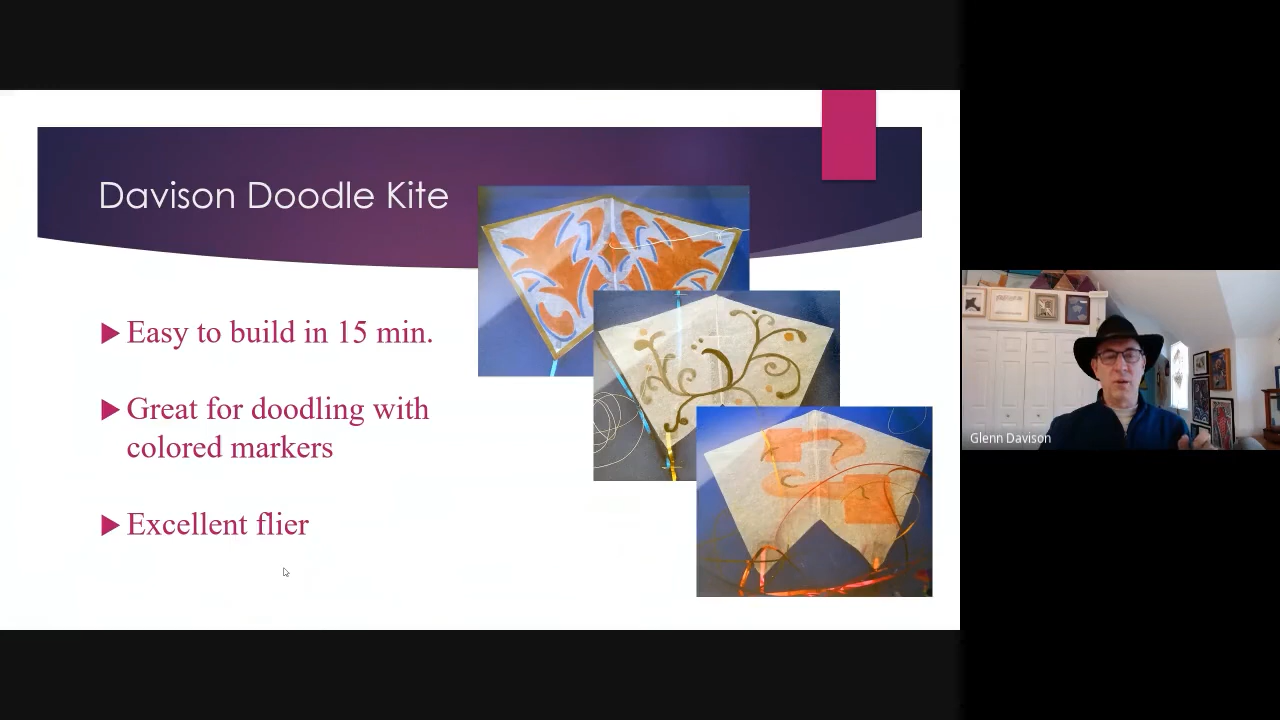 Davison Doodle Kite
Easy to build in 15 min.
Great for doodling with
colored markers
Excellent flier
Glenn Davison